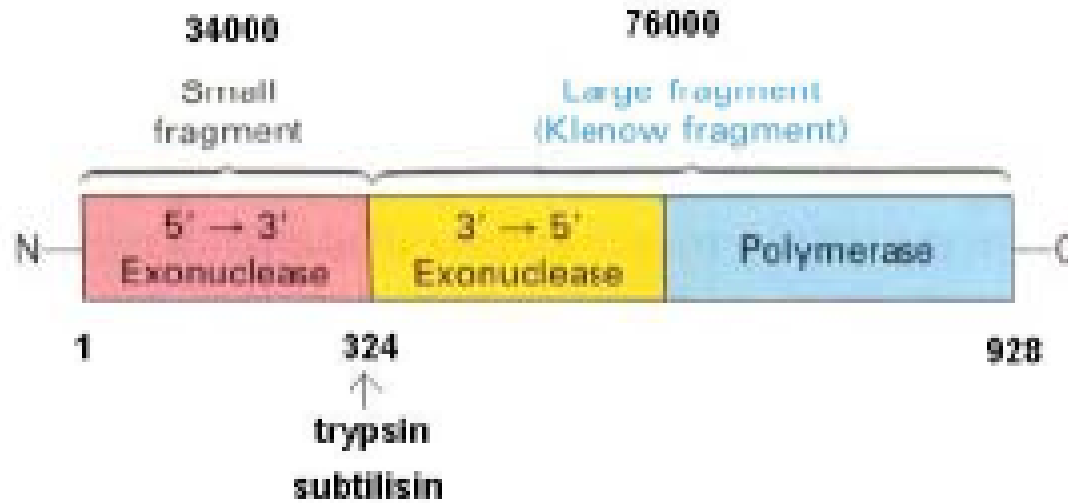 34000
76000
Small
fragment
Large fragment
(Klenow fragment)
N
5' → 3'
Exonuclease
3' → 5'
Exonuclease
Polymerase
C
1
324
928
trypsin
subtilisin